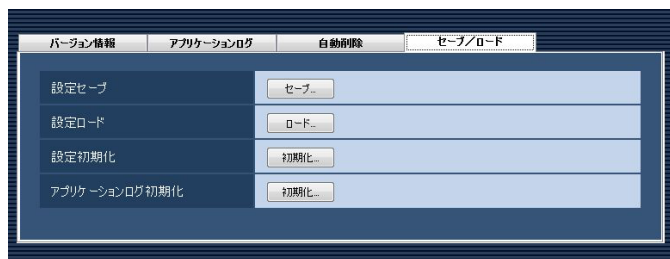 バージョン情報 アプリケーションログ 自動削除 セーブ／ロード
設定セーブ セーブ...
設定ロード ロード...
設定初期化 初期化...
アプリケーションログ初期化 初期化...